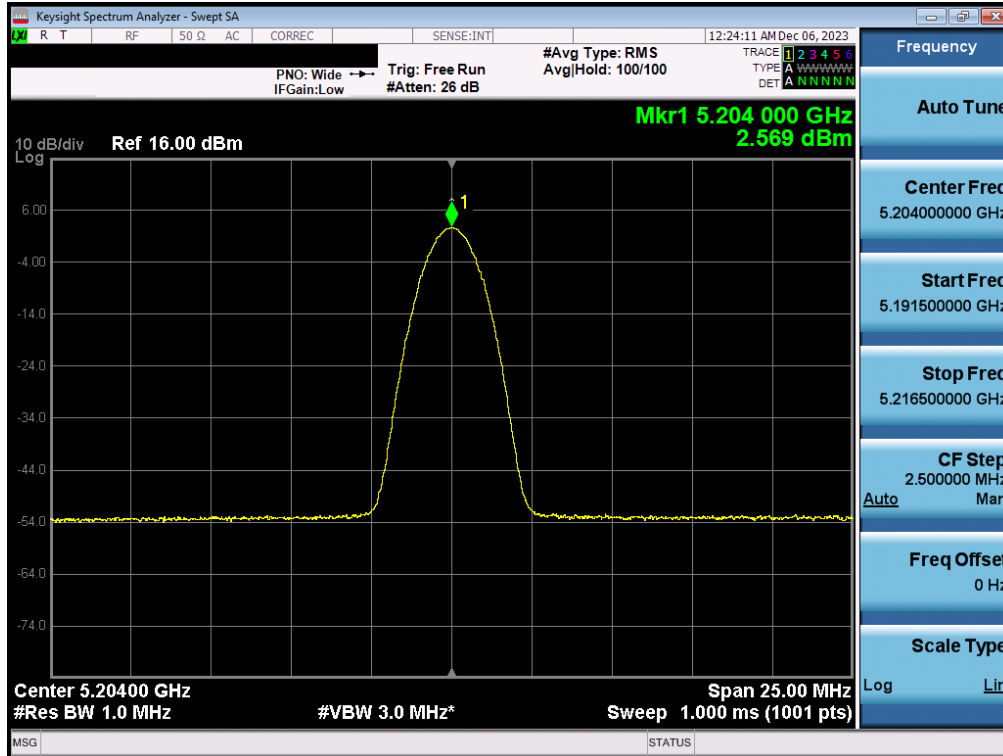 Keysight Spectrum Analyzer - Swept SA
LXI R T RF 50 Ω AC CORREC SENSE:INT 12:24:11 AM Dec 06, 2023
PNO: Wide
IFGain:Low
Trig: Free Run
#Atten: 26 dB
#Avg Type: RMS
Avg|Hold: 100/100
TRACE 1 2 3 4 5 6
TYPE A WWWWW
DET A N N N N N
Mkr1 5.204 000 GHz
2.569 dBm
10 dB/div
Log
Ref 16.00 dBm
1
6.00
-4.00
-14.0
-24.0
-34.0
-44.0
-54.0
-64.0
-74.0
Center 5.20400 GHz
#Res BW 1.0 MHz
#VBW 3.0 MHz*
Span 25.00 MHz
Sweep 1.000 ms (1001 pts)
MSG
STATUS
Frequency
Auto Tune
Center Freq
5.204000000 GHz
Start Freq
5.191500000 GHz
Stop Freq
5.216500000 GHz
CF Step
2.500000 MHz
Auto Man
Freq Offset
0 Hz
Scale Type
Log Lin